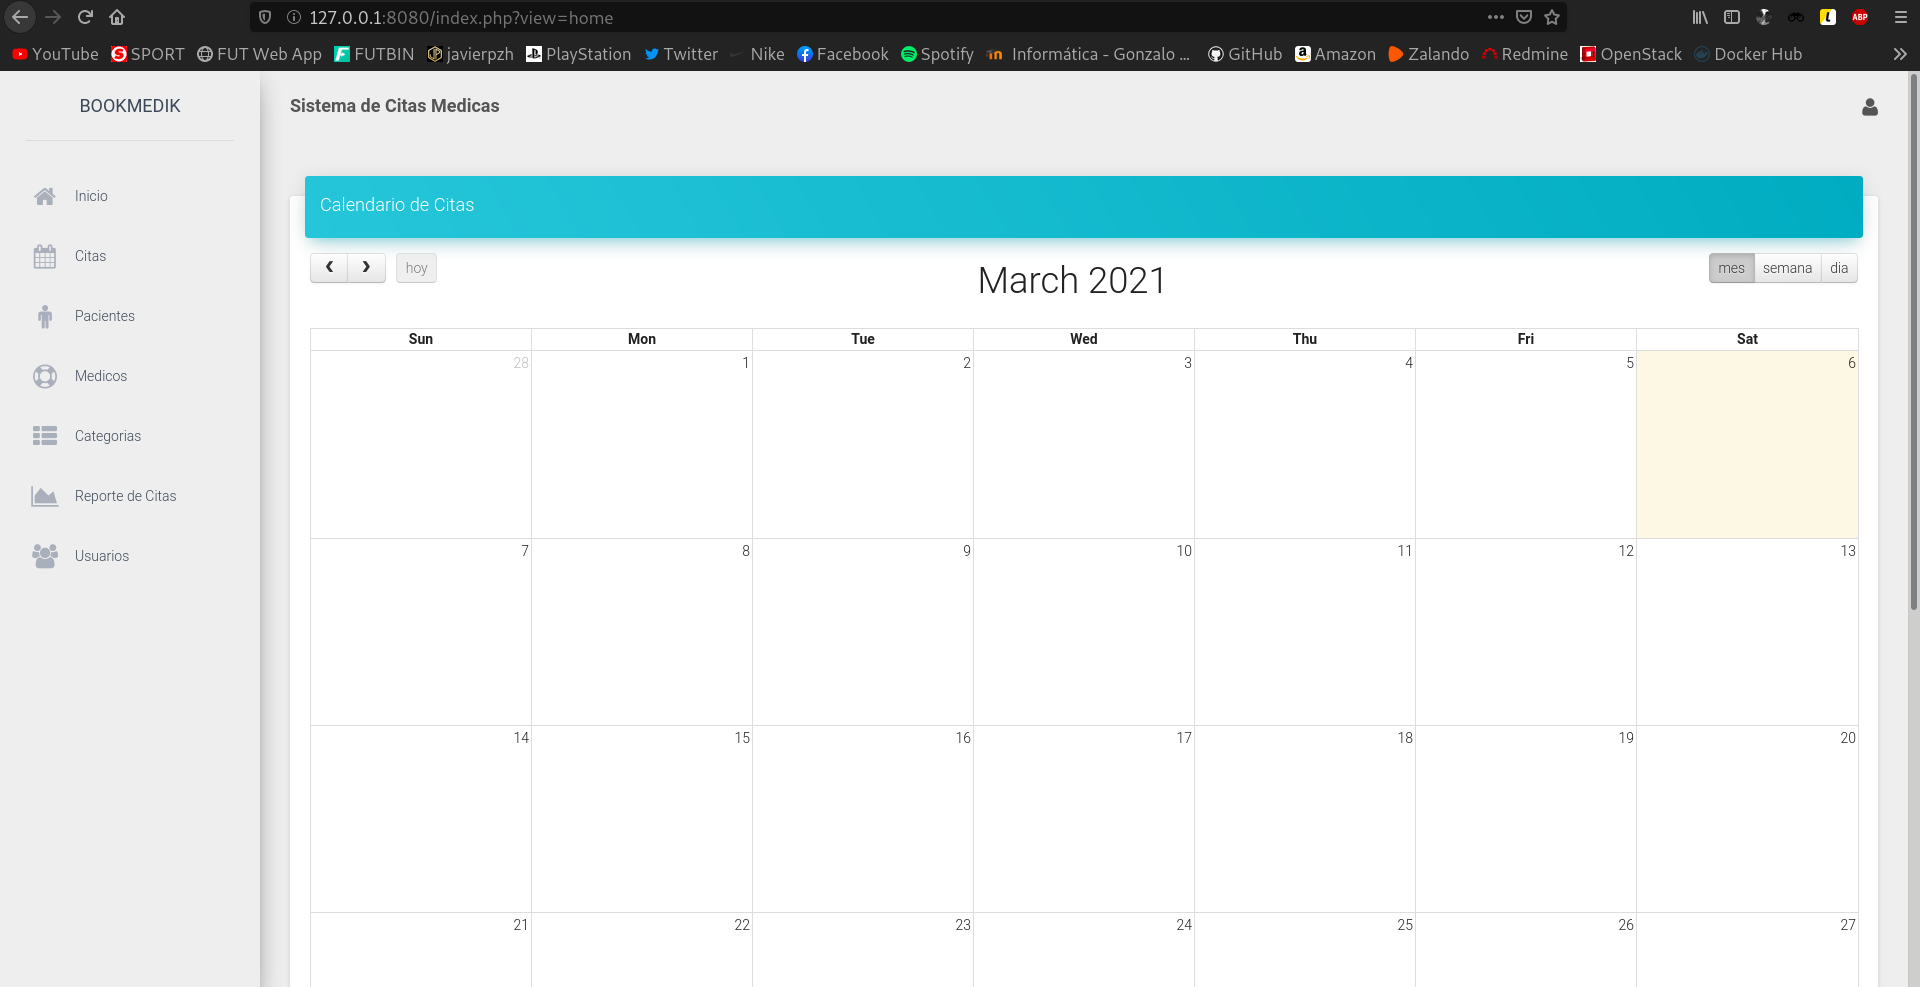 127.0.0.1:8080/index.php?view=home
YouTube SPORT FUT Web App FUTBIN javierpzh PlayStation Twitter Nike Facebook Spotify Informática - Gonzalo ... GitHub Amazon Zalando Redmine OpenStack Docker Hub
BOOKMEDIK
Sistema de Citas Medicas
Inicio
Citas
Pacientes
Medicos
Categorias
Reporte de Citas
Usuarios
Calendario de Citas
hoy
March 2021
mes semana dia
Sun Mon Tue Wed Thu Fri Sat
28 1 2 3 4 5 6
7 8 9 10 11 12 13
14 15 16 17 18 19 20
21 22 23 24 25 26 27
ABP